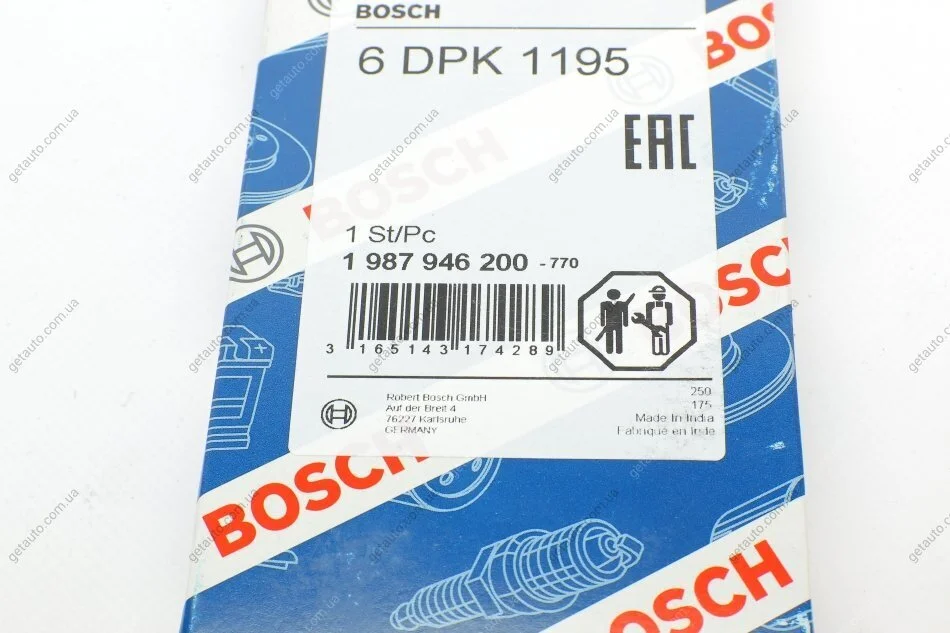 BOSCH
6 DPK 1195
EAC
1 St/Pc
1 987 946 200 - 770
3 165143 174289
Robert Bosch GmbH
Auf der Breit 4
76227 Karlsruhe
GERMANY
250
175
Made In India
Fabriqué en Inde
BOSCH
BOSCH
BOSCH
BOSCH
getauto.com.ua